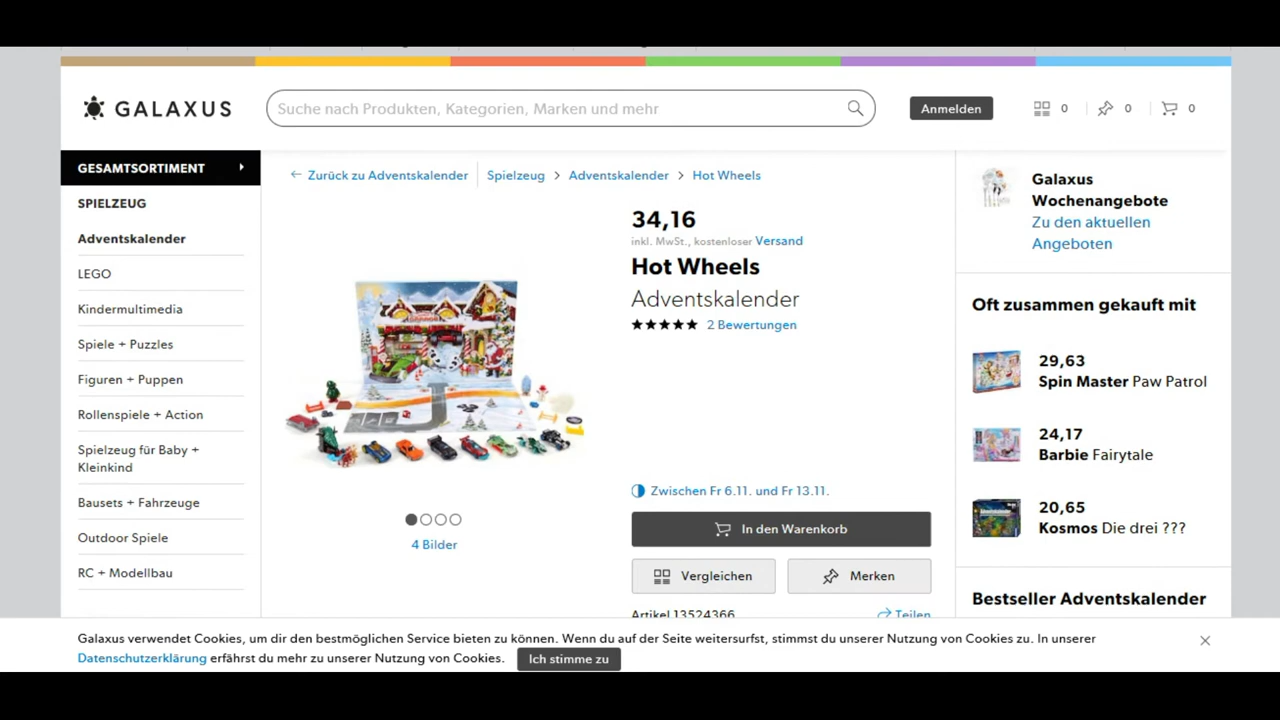 GALAXUS
Suche nach Produkten, Kategorien, Marken und mehr
Anmelden
0
0
0
GESAMTSORTIMENT
SPIELZEUG
Adventskalender
LEGO
Kindermultimedia
Spiele + Puzzles
Figuren + Puppen
Rollenspiele + Action
Spielzeug für Baby +
Kleinkind
Bausets + Fahrzeuge
Outdoor Spiele
RC + Modellbau
← Zurück zu Adventskalender
Spielzeug > Adventskalender > Hot Wheels
4 Bilder
34,16
inkl. MwSt., kostenloser Versand
Hot Wheels
Adventskalender
★★★★★ 2 Bewertungen
Zwischen Fr 6.11. und Fr 13.11.
In den Warenkorb
Vergleichen
Merken
Artikel 13524366
Teilen
Galaxus
Wochenangebote
Zu den aktuellen
Angeboten
Oft zusammen gekauft mit
29,63
Spin Master Paw Patrol
24,17
Barbie Fairytale
20,65
Kosmos Die drei ???
Bestseller Adventskalender
Galaxus verwendet Cookies, um dir den bestmöglichen Service bieten zu können. Wenn du auf der Seite weitersurfst, stimmst du unserer Nutzung von Cookies zu. In unserer
Datenschutzerklärung erfährst du mehr zu unserer Nutzung von Cookies. Ich stimme zu